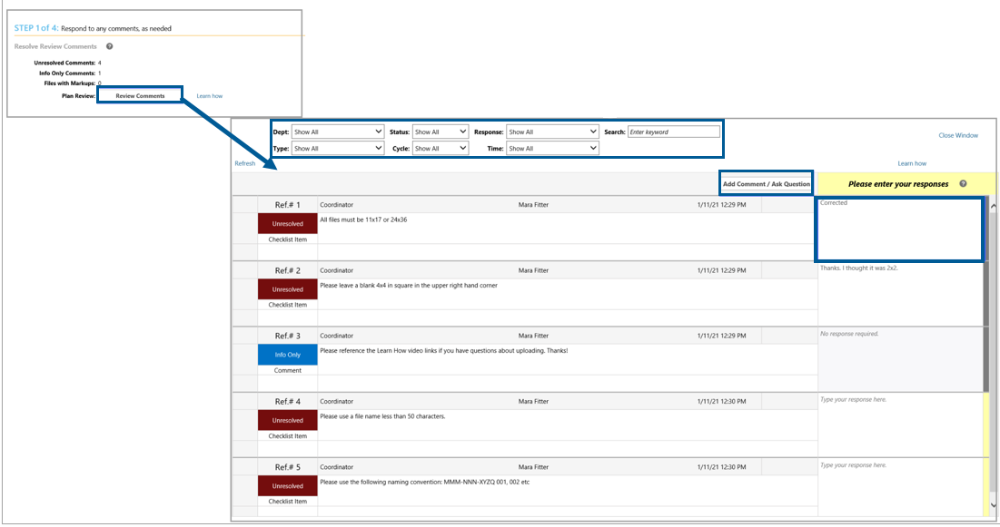 STEP 1 of 4: Respond to any comments, as needed
Resolve Review Comments ?
Unresolved Comments: 4
Info Only Comments: 1
Files with Markups: 0
Plan Review: Review Comments Learn how
Dept: Show All Status: Show All Response: Show All Search: Enter keyword
Close Window
Type: Show All Cycle: Show All Time: Show All
Refresh Learn how
Add Comment / Ask Question Please enter your responses ?
Ref.# 1 Coordinator Mara Fitter 1/11/21 12:29 PM Corrected
Unresolved All files must be 11x17 or 24x36
Checklist Item
Ref.# 2 Coordinator Mara Fitter 1/11/21 12:29 PM Thanks. I thought it was 2x2.
Unresolved Please leave a blank 4x4 in square in the upper right hand corner
Checklist Item
Ref.# 3 Coordinator Mara Fitter 1/11/21 12:29 PM No response required.
Info Only Please reference the Learn How video links if you have questions about uploading. Thanks!
Comment
Ref.# 4 Coordinator Mara Fitter 1/11/21 12:30 PM Type your response here.
Unresolved Please use a file name less than 50 characters.
Checklist Item
Ref.# 5 Coordinator Mara Fitter 1/11/21 12:30 PM Type your response here.
Unresolved Please use the following naming convention: MMM-NNN-XYZQ 001, 002 etc
Checklist Item